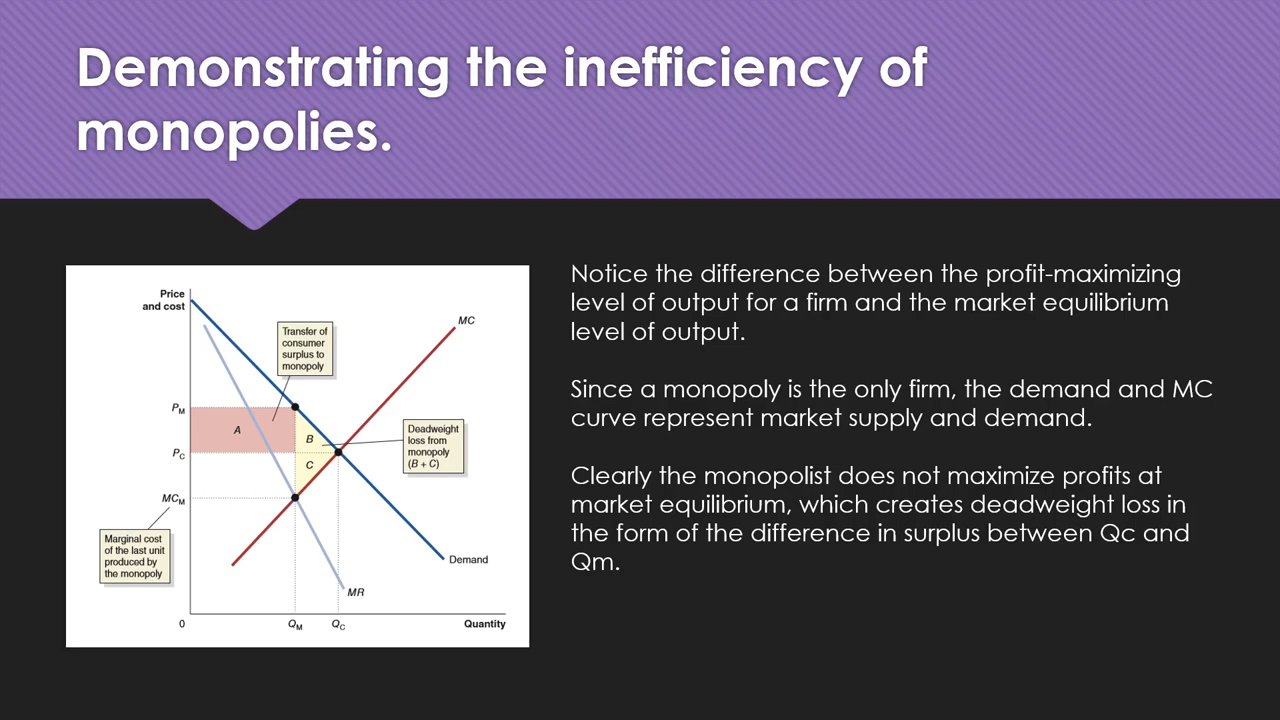 Demonstrating the inefficiency of
monopolies.
Price
and cost
MC
Transfer of
consumer
surplus to
monopoly
PM
A
B
Deadweight
loss from
monopoly
(B + C)
PC
C
MCM
Marginal cost
of the last unit
produced by
the monopoly
Demand
MR
0
QM
QC
Quantity
Notice the difference between the profit-maximizing
level of output for a firm and the market equilibrium
level of output.
Since a monopoly is the only firm, the demand and MC
curve represent market supply and demand.
Clearly the monopolist does not maximize profits at
market equilibrium, which creates deadweight loss in
the form of the difference in surplus between Qc and
Qm.